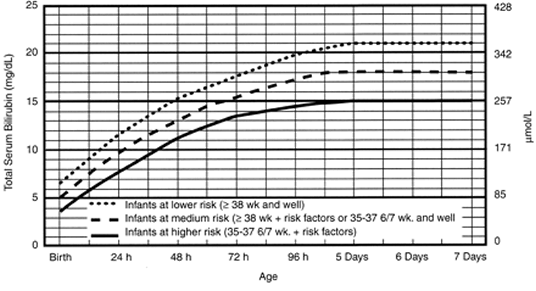 25
20
15
10
5
0
Total Serum Bilirubin (mg/dL)
428
342
257
171
85
0
µmol/L
Infants at lower risk (≥ 38 wk and well)
Infants at medium risk (≥ 38 wk + risk factors or 35-37 6/7 wk. and well
Infants at higher risk (35-37 6/7 wk. + risk factors)
Birth 24 h 48 h 72 h 96 h 5 Days 6 Days 7 Days
Age